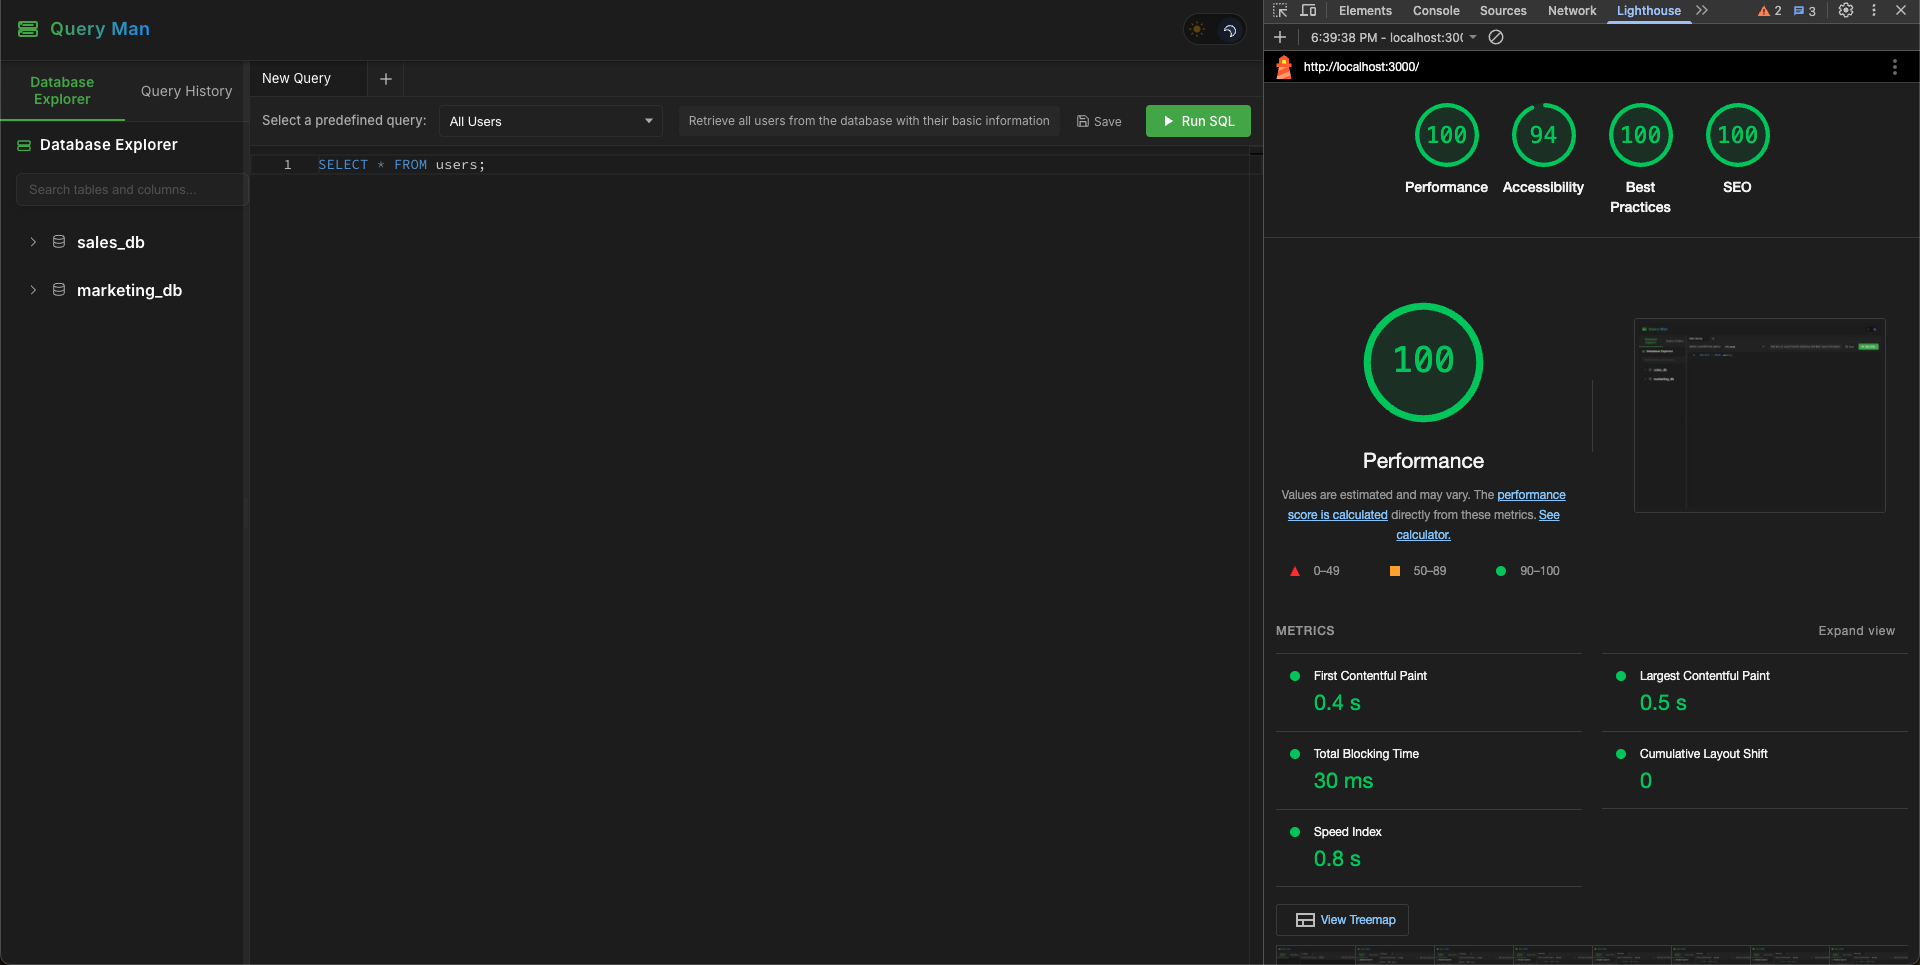 Query Man
Database
Explorer
Query History
Database Explorer
Search tables and columns...
sales_db
marketing_db
New Query
Select a predefined query:
All Users
Retrieve all users from the database with their basic information
Save
Run SQL
1 SELECT * FROM users;
Elements Console Sources Network Lighthouse 2 3
6:39:38 PM - localhost:300
http://localhost:3000/
100 94 100 100
Performance Accessibility Best SEO
Practices
100
Performance
Values are estimated and may vary. The performance
score is calculated directly from these metrics. See
calculator.
0–49 50–89 90–100
METRICS Expand view
First Contentful Paint
0.4 s
Largest Contentful Paint
0.5 s
Total Blocking Time
30 ms
Cumulative Layout Shift
0
Speed Index
0.8 s
View Treemap